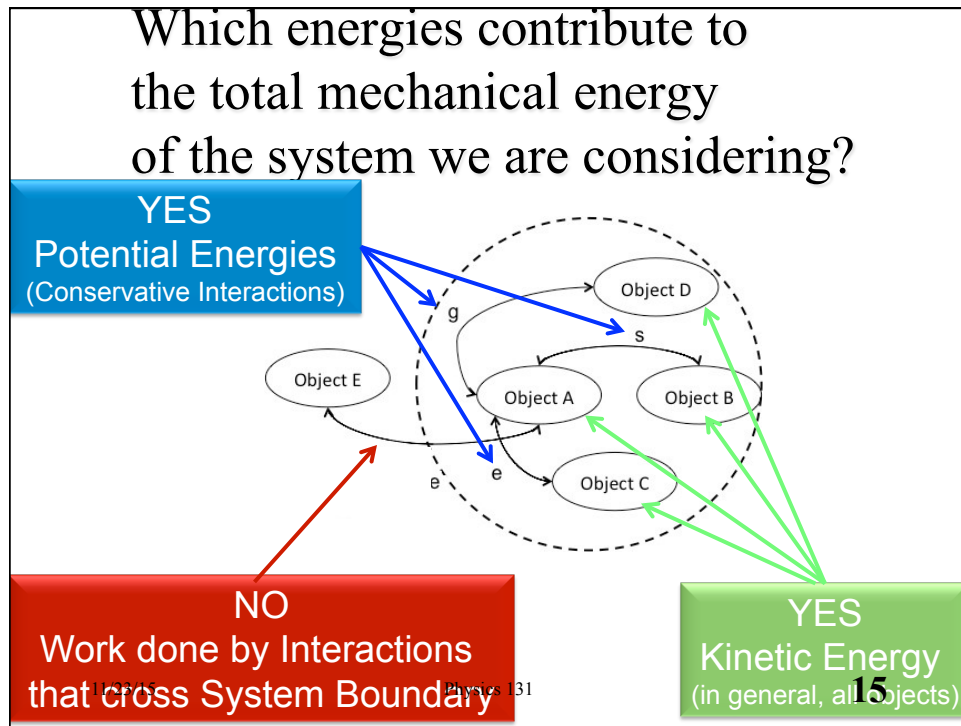 Which energies contribute to
the total mechanical energy
of the system we are considering?
YES
Potential Energies
(Conservative Interactions)
g
Object D
s
Object E
Object A
Object B
e
e
Object C
NO
Work done by Interactions
that cross System Boundary
YES
Kinetic Energy
(in general, all objects)
11/23/15
Physics 131
15